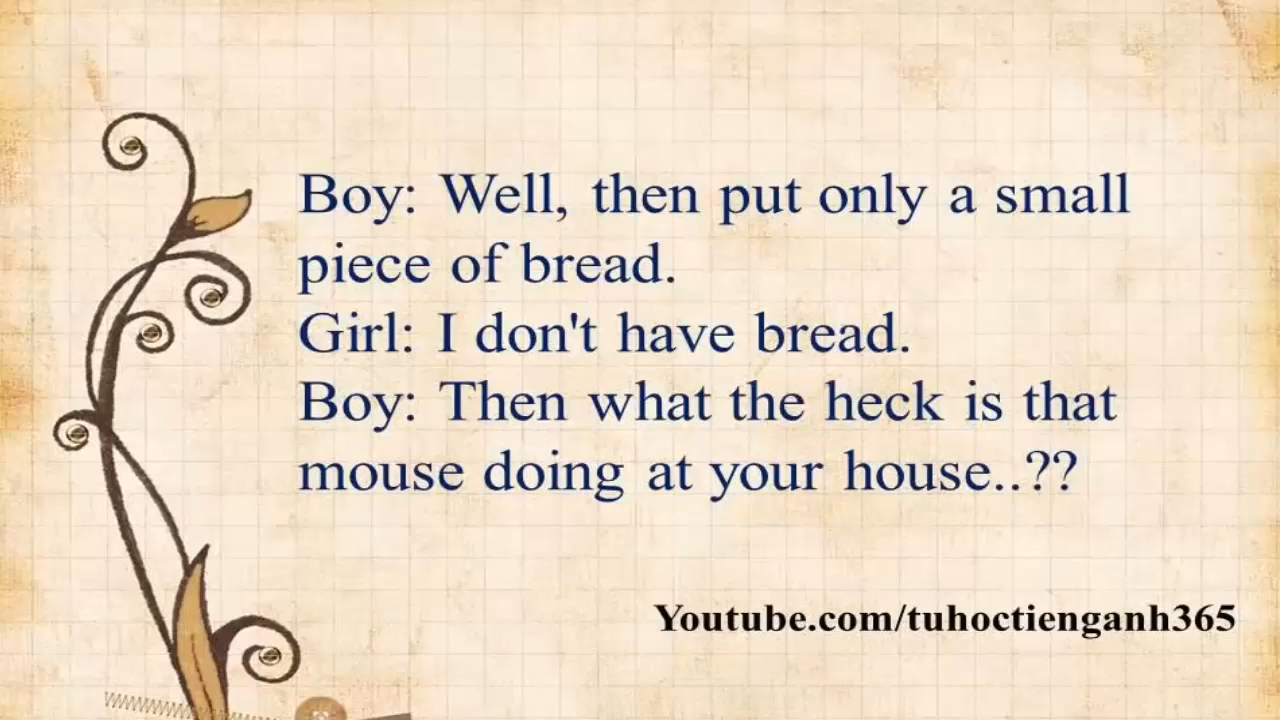 Boy: Well, then put only a small
piece of bread.
Girl: I don't have bread.
Boy: Then what the heck is that
mouse doing at your house..??
Youtube.com/tuhoctienganh365